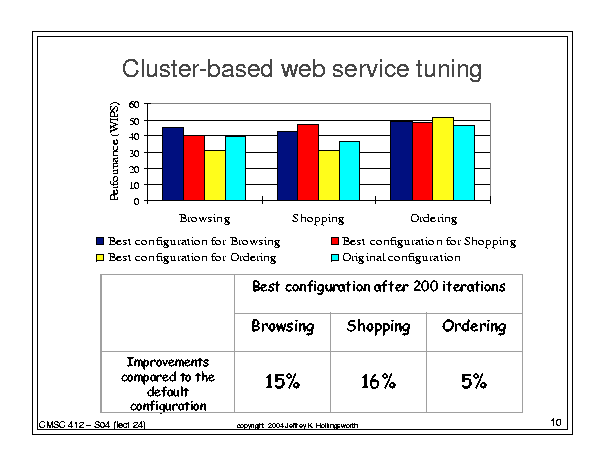 Cluster-based web service tuning
Performance (WIPS)
60
50
40
30
20
10
0
Browsing Shopping Ordering
Best configuration for Browsing Best configuration for Shopping
Best configuration for Ordering Original configuration
Best configuration after 200 iterations
Browsing Shopping Ordering
Improvements
compared to the
default
configuration
15% 16% 5%
CMSC 412 – S04 (lect 24) copyright 2004 Jeffrey K. Hollingsworth 10